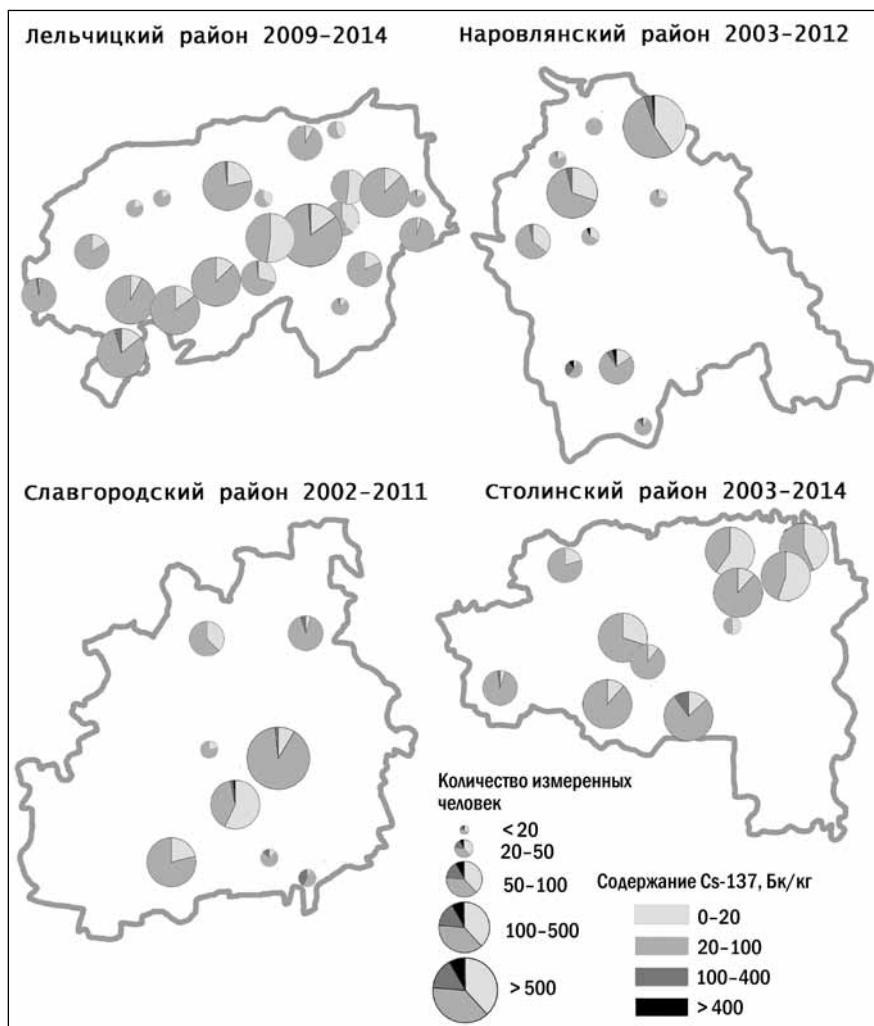 Лельчицкий район 2009-2014
Наровлянский район 2003-2012
Славгородский район 2002-2011
Столинский район 2003-2014
Количество измеренных
человек
< 20
20–50
50–100
100–500
> 500
Содержание Cs-137, Бк/кг
0–20
20–100
100–400
> 400